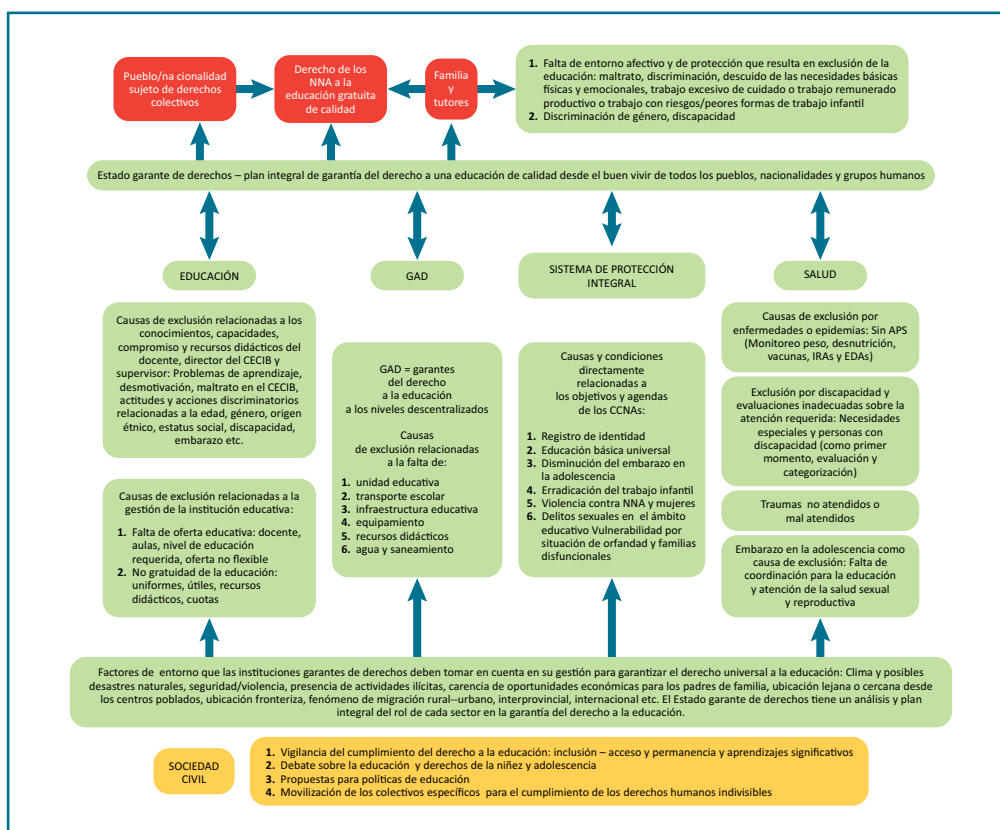 Pueblo/na cionalidad
sujeto de derechos
colectivos
Derecho de los
NNA a la
educación gratuita
de calidad
Familia
y
tutores
1. Falta de entorno afectivo y de protección que resulta en exclusión de la
educación: maltrato, discriminación, descuido de las necesidades básicas
físicas y emocionales, trabajo excesivo de cuidado o trabajo remunerado
productivo o trabajo con riesgos/peores formas de trabajo infantil
2. Discriminación de género, discapacidad
Estado garante de derechos – plan integral de garantía del derecho a una educación de calidad desde el buen vivir de todos los pueblos, nacionalidades y grupos humanos
EDUCACIÓN
GAD
SISTEMA DE PROTECCIÓN
INTEGRAL
SALUD
Causas de exclusión relacionadas a los
conocimientos, capacidades,
compromiso y recursos didácticos del
docente, director del CECIB y
supervisor: Problemas de aprendizaje,
desmotivación, maltrato en el CECIB,
actitudes y acciones discriminatorios
relacionadas a la edad, género, origen
étnico, estatus social, discapacidad,
embarazo etc.
Causas de exclusión relacionadas a la
gestión de la institución educativa:
1. Falta de oferta educativa: docente,
aulas, nivel de educación
requerida, oferta no flexible
2. No gratuidad de la educación:
uniformes, útiles, recursos
didácticos, cuotas
GAD = garantes
del derecho
a la educación
a los niveles descentralizados
Causas
de exclusión relacionadas
a la falta de:
1. unidad educativa
2. transporte escolar
3. infraestructura educativa
4. equipamiento
5. recursos didácticos
6. agua y saneamiento
Causas y condiciones
directamente
relacionadas a
los objetivos y agendas
de los CCNAs:
1. Registro de identidad
2. Educación básica universal
3. Disminución del embarazo en
la adolescencia
4. Erradicación del trabajo infantil
5. Violencia contra NNA y mujeres
6. Delitos sexuales en el ámbito
educativo Vulnerabilidad por
situación de orfandad y familias
disfuncionales
Causas de exclusión por
enfermedades o epidemias: Sin APS
(Monitoreo peso, desnutrición,
vacunas, IRAs y EDAs)
Exclusión por discapacidad y
evaluaciones inadecuadas sobre la
atención requerida: Necesidades
especiales y personas con
discapacidad (como primer
momento, evaluación y
categorización)
Traumas no atendidos o
mal atendidos
Embarazo en la adolescencia como
causa de exclusión: Falta de
coordinación para la educación
y atención de la salud sexual
y reproductiva
Factores de entorno que las instituciones garantes de derechos deben tomar en cuenta en su gestión para garantizar el derecho universal a la educación: Clima y posibles
desastres naturales, seguridad/violencia, presencia de actividades ilícitas, carencia de oportunidades económicas para los padres de familia, ubicación lejana o cercana desde
los centros poblados, ubicación fronteriza, fenómeno de migración rural--urbano, interprovincial, internacional etc. El Estado garante de derechos tiene un análisis y plan
integral del rol de cada sector en la garantía del derecho a la educación.
SOCIEDAD
CIVIL
1. Vigilancia del cumplimiento del derecho a la educación: inclusión – acceso y permanencia y aprendizajes significativos
2. Debate sobre la educación y derechos de la niñez y adolescencia
3. Propuestas para políticas de educación
4. Movilización de los colectivos específicos para el cumplimiento de los derechos humanos indivisibles